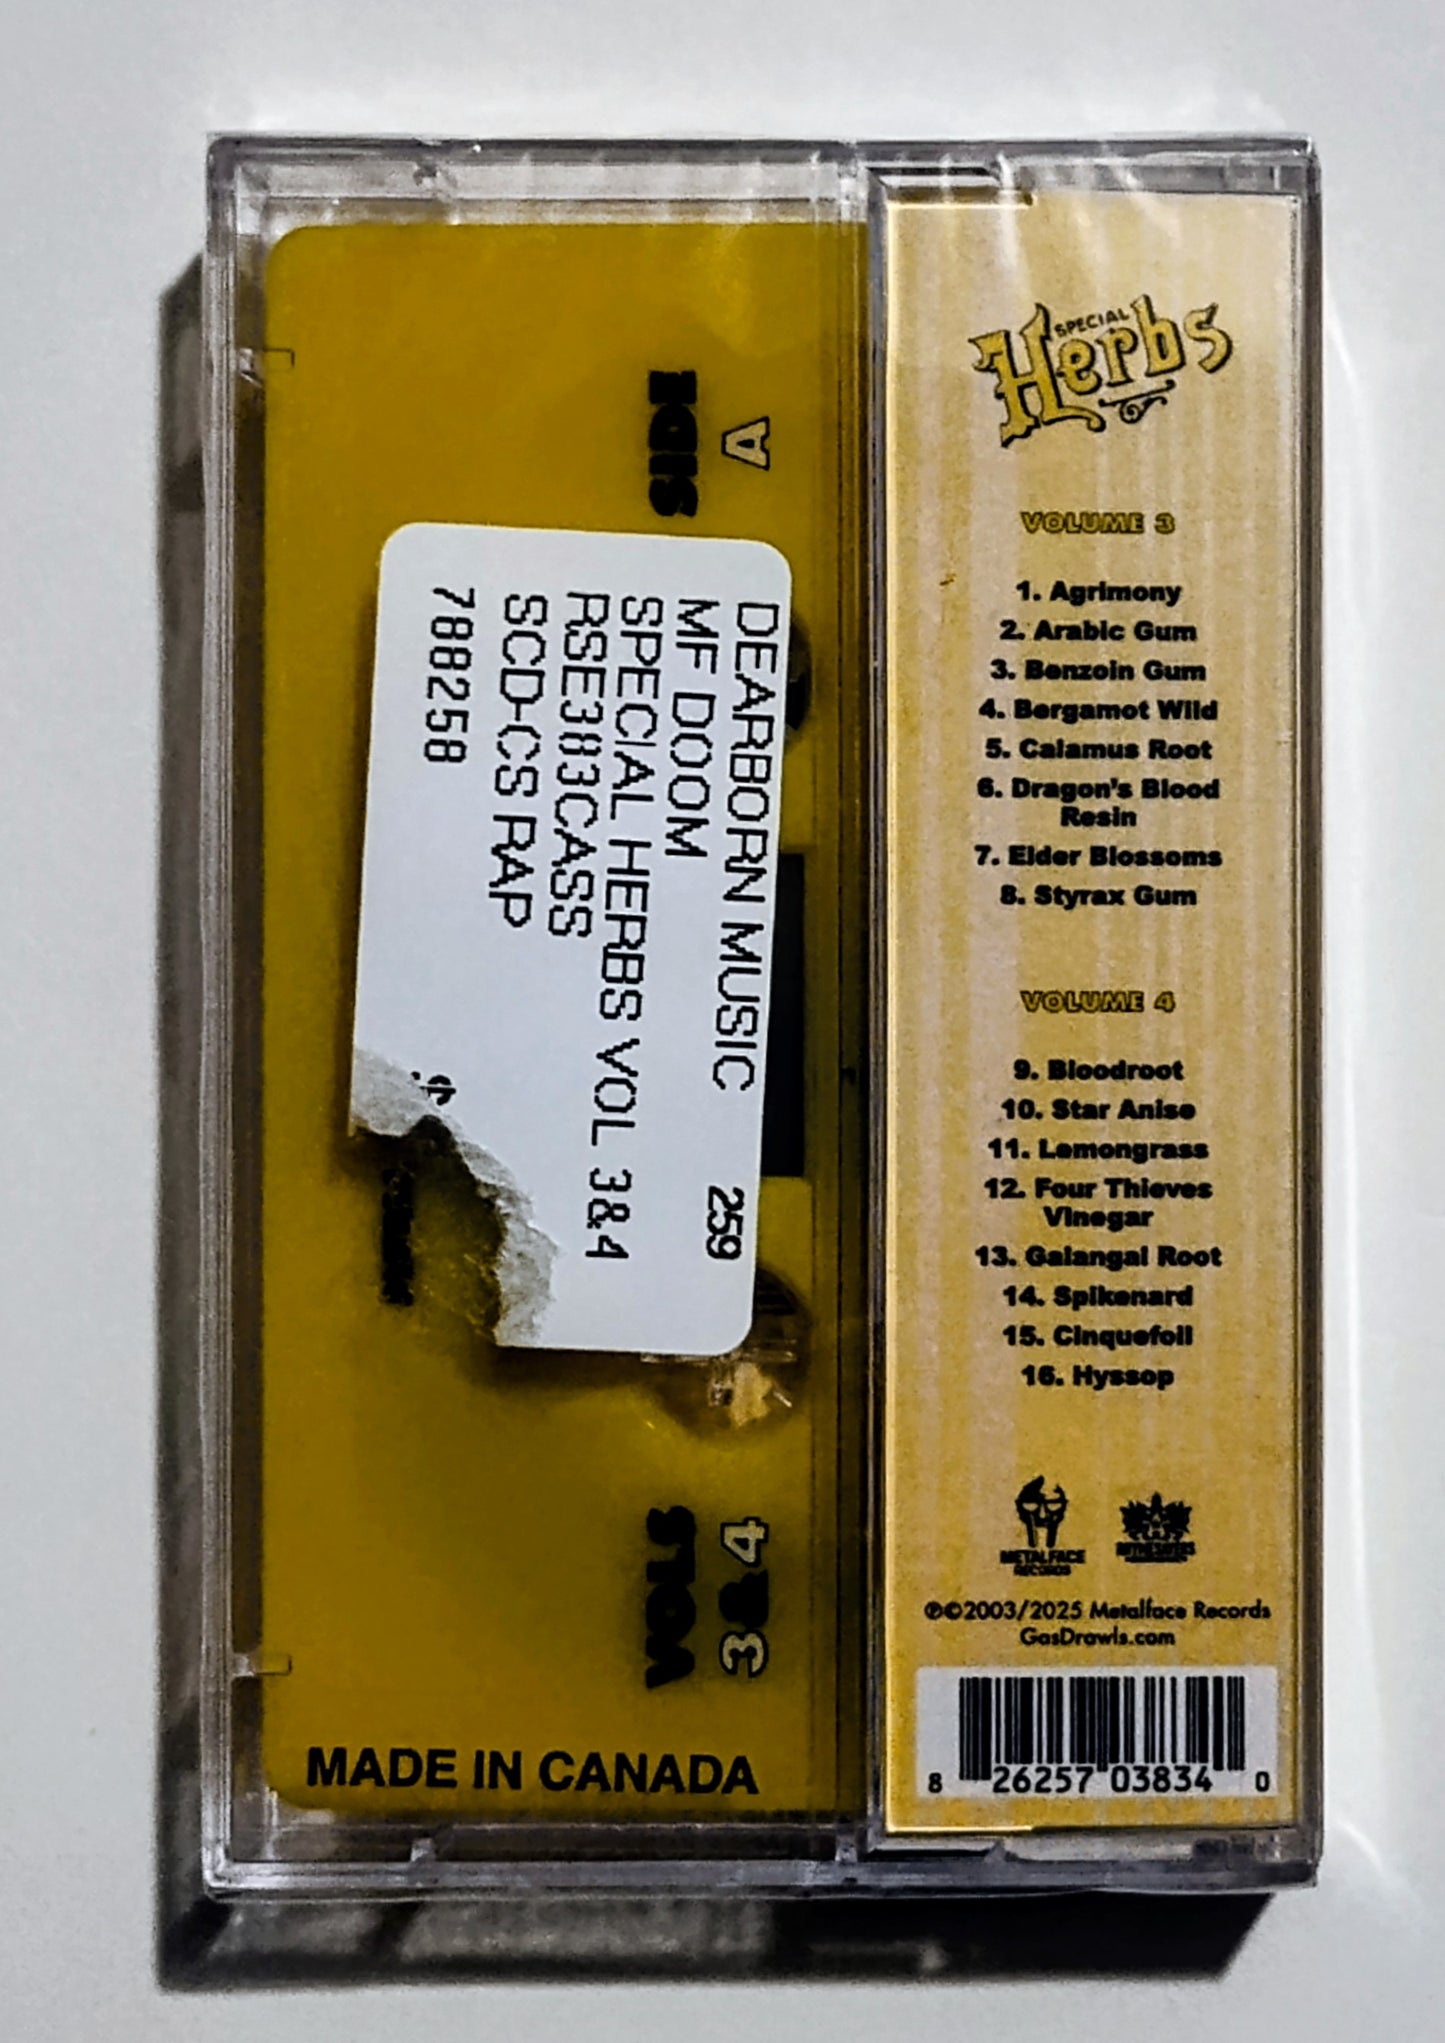 SIDE
A
DEARBORN MUSIC 259
MF DOOM
SPECIAL HERBS VOL 3&4
RSE383CASS
SCD-CS RAP
788258
VOLS
3&4
MADE IN CANADA
SPECIAL
Herbs
VOLUME 3
1. Agrimony
2. Arabic Gum
3. Benzoin Gum
4. Bergamot Wild
5. Calamus Root
6. Dragon's Blood
Resin
7. Elder Blossoms
8. Styrax Gum
VOLUME 4
9. Bloodroot
10. Star Anise
11. Lemongrass
12. Four Thieves
Vinegar
13. Galangal Root
14. Spikenard
15. Cinquefoil
16. Hyssop
METALFACE
RECORDS
RHYMESAYERS
℗©2003/2025 Metalface Records
GasDrawls.com
8 26257 03834 0